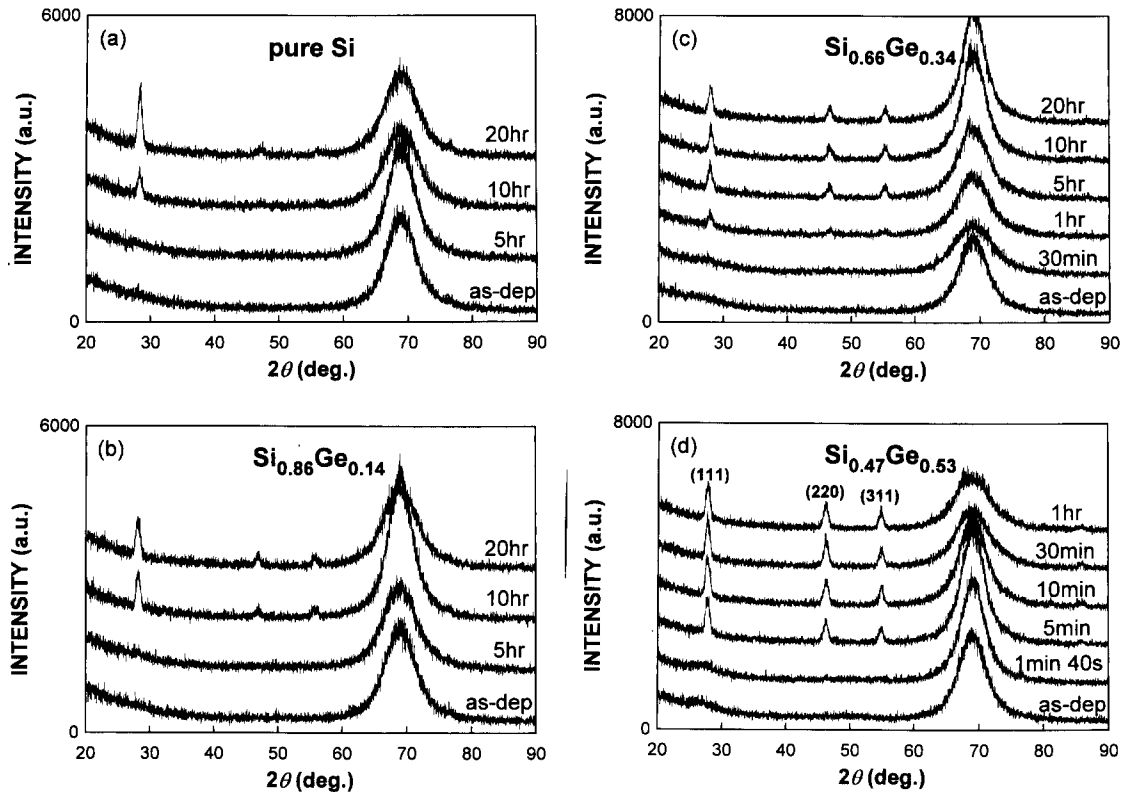 (a)
pure Si
6000
20hr
10hr
5hr
as-dep
0
INTENSITY (a.u.)
20 30 40 50 60 70 80 90
2θ (deg.)
(c)
Si0.66Ge0.34
8000
20hr
10hr
5hr
1hr
30min
as-dep
0
INTENSITY (a.u.)
20 30 40 50 60 70 80 90
2θ (deg.)
(b)
Si0.86Ge0.14
6000
20hr
10hr
5hr
as-dep
0
INTENSITY (a.u.)
20 30 40 50 60 70 80 90
2θ (deg.)
(d)
Si0.47Ge0.53
8000
(111) (220) (311)
1hr
30min
10min
5min
1min 40s
as-dep
0
INTENSITY (a.u.)
20 30 40 50 60 70 80 90
2θ (deg.)